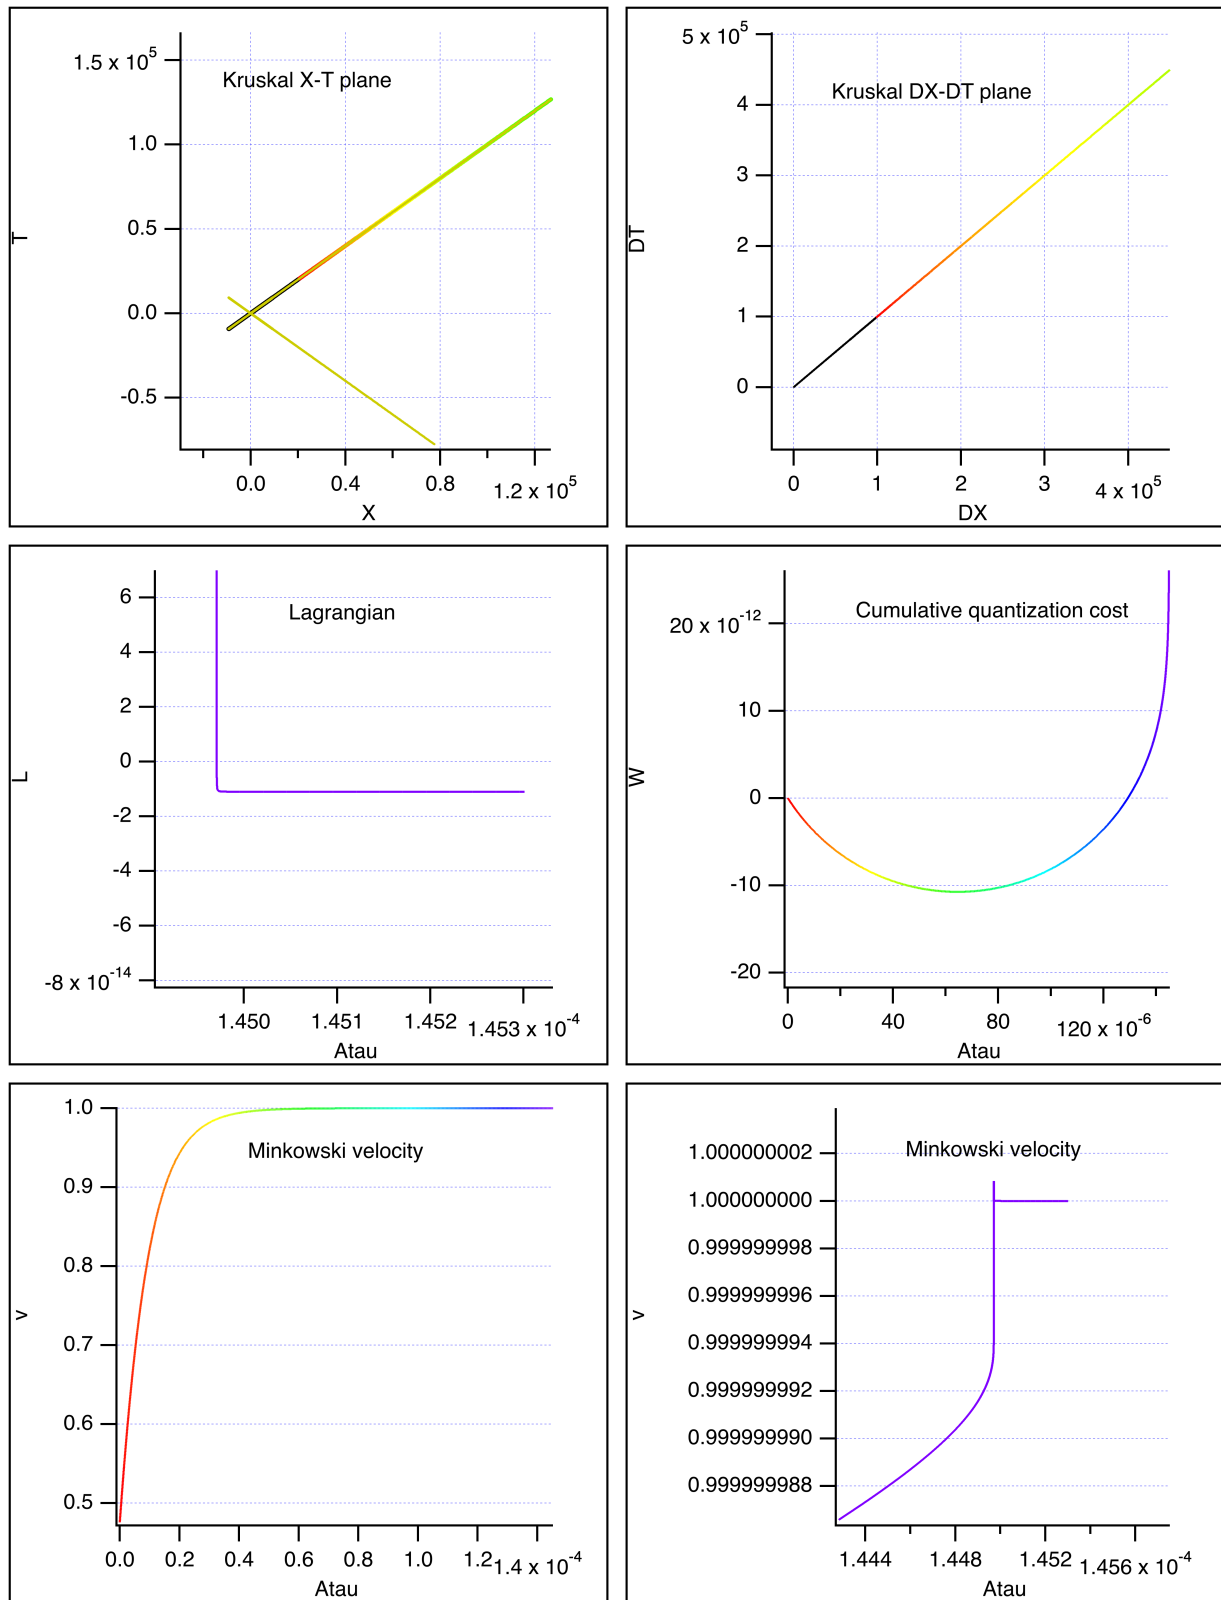 1.5 x 10^5
Kruskal X-T plane
1.0
0.5
0.0
-0.5
T
0.0
0.4
0.8
1.2 x 10^5
X
5 x 10^5
Kruskal DX-DT plane
4
3
2
1
0
DT
0
1
2
3
4 x 10^5
DX
6
Lagrangian
4
2
0
-2
-4
-6
-8 x 10^-14
L
1.450
1.451
1.452
1.453 x 10^-4
Atau
20 x 10^-12
Cumulative quantization cost
10
0
-10
-20
W
0
40
80
120 x 10^-6
Atau
1.0
Minkowski velocity
0.9
0.8
0.7
0.6
0.5
v
0.0
0.2
0.4
0.6
0.8
1.0
1.2
1.4 x 10^-4
Atau
1.000000002
Minkowski velocity
1.000000000
0.999999998
0.999999996
0.999999994
0.999999992
0.999999990
0.999999988
v
1.444
1.448
1.452
1.456 x 10^-4
Atau